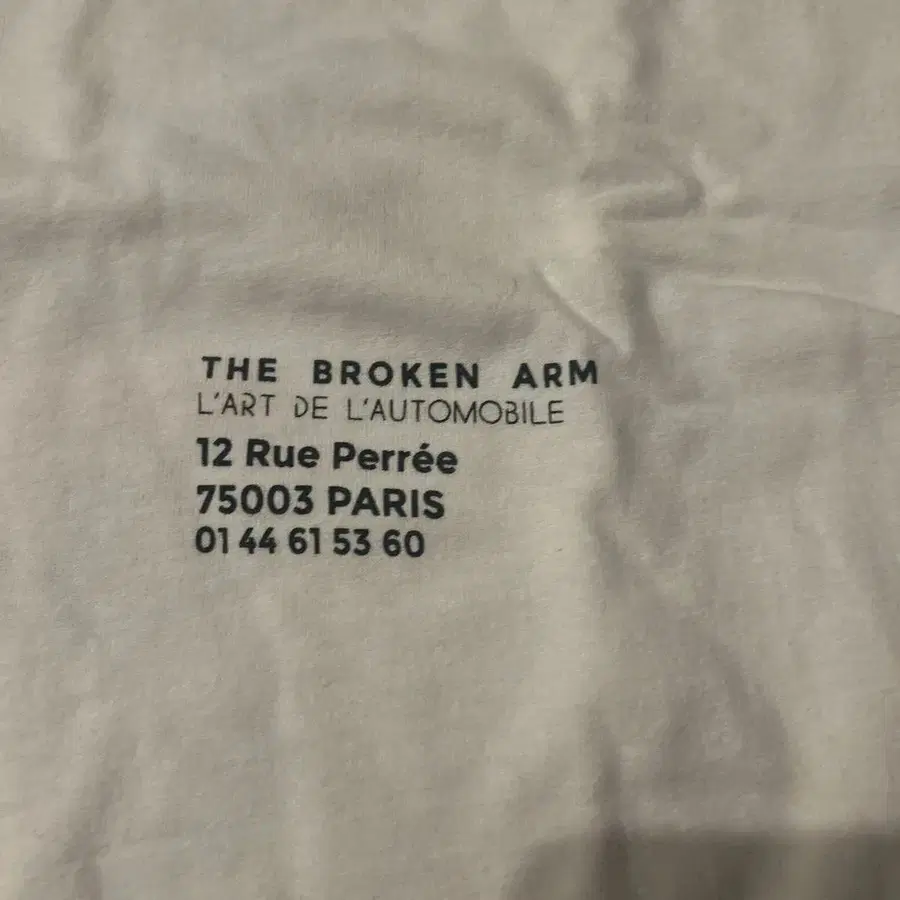 THE BROKEN ARM
L'ART DE L'AUTOMOBILE
12 Rue Perrée
75003 PARIS
01 44 61 53 60